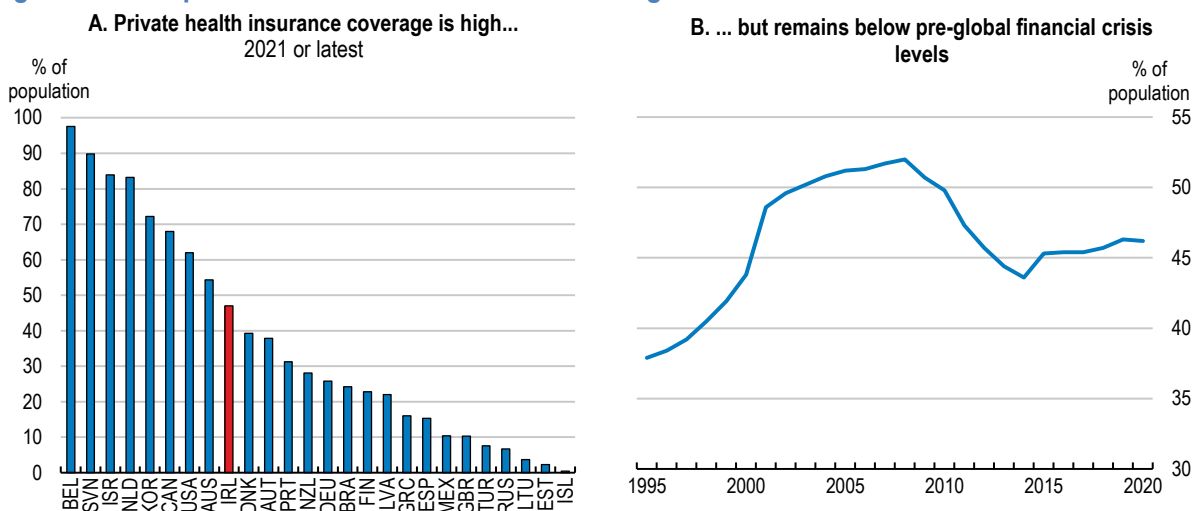 A. Private health insurance coverage is high...
2021 or latest
% of
population
100
90
80
70
60
50
40
30
20
10
0
BEL
SVN
ISR
NLD
KOR
CAN
USA
AUS
IRL
DNK
AUT
PRT
NZL
DEU
BRA
FIN
LVA
GRC
ESP
MEX
GBR
TUR
RUS
LTU
EST
ISL
B. ... but remains below pre-global financial crisis
levels
% of
population
55
50
45
40
35
30
1995
2000
2005
2010
2015
2020